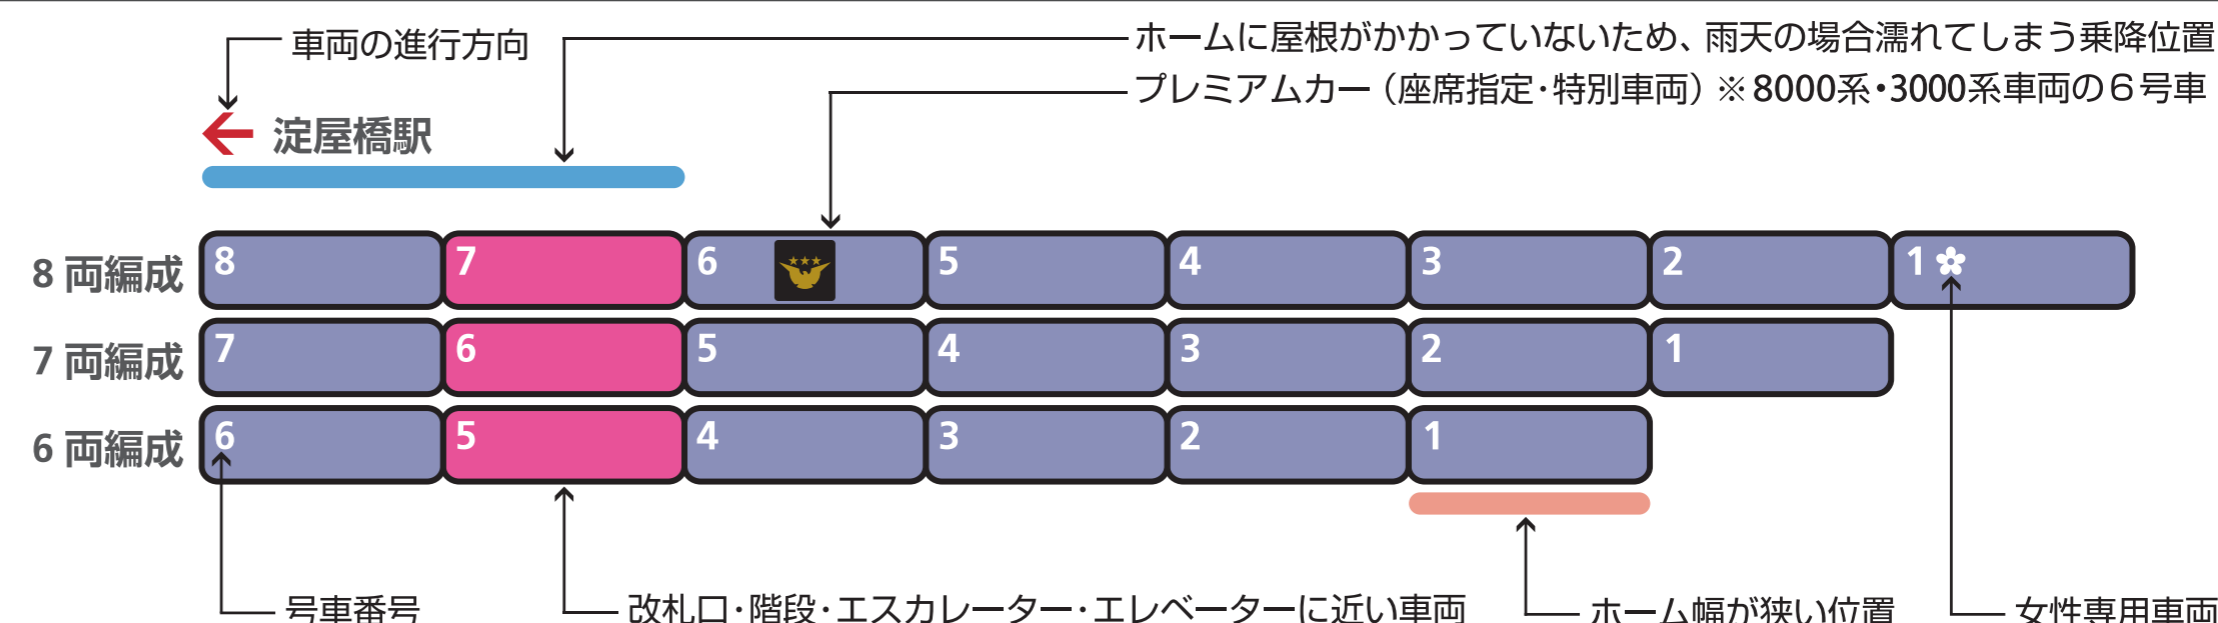 車両の進行方向
ホームに屋根がかかっていないため、雨天の場合濡れてしまう乗降位置
プレミアムカー（座席指定・特別車両）※8000系・3000系車両の6号車
淀屋橋駅
8両編成 8 7 6 5 4 3 2 1
7両編成 7 6 5 4 3 2 1
6両編成 6 5 4 3 2 1
号車番号
改札口・階段・エスカレーター・エレベーターに近い車両
ホーム幅が狭い位置
女性専用車両